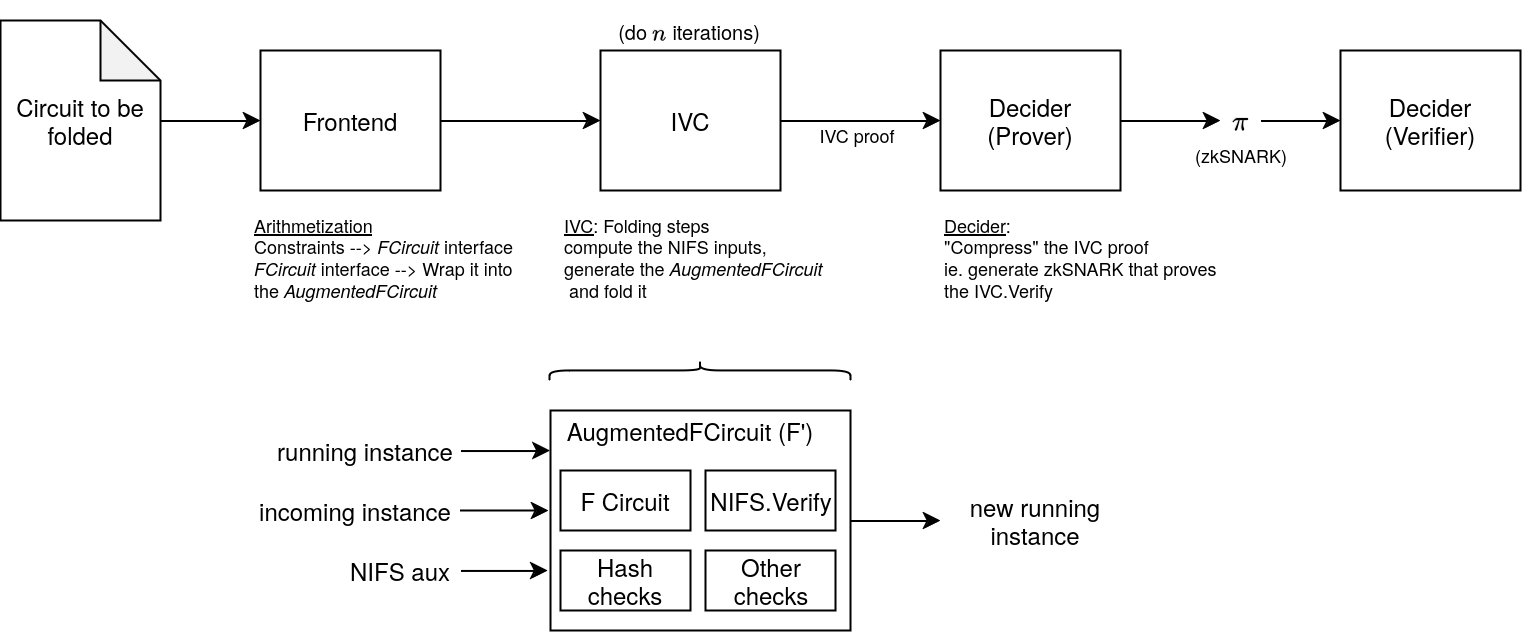 (do n iterations)
Circuit to be
folded
Frontend
IVC
IVC proof
Decider
(Prover)
π
(zkSNARK)
Decider
(Verifier)
Arithmetization
Constraints --> FCircuit interface
FCircuit interface --> Wrap it into
the AugmentedFCircuit
IVC: Folding steps
compute the NIFS inputs,
generate the AugmentedFCircuit
and fold it
Decider:
"Compress" the IVC proof
ie. generate zkSNARK that proves
the IVC.Verify
running instance
incoming instance
NIFS aux
AugmentedFCircuit (F')
F Circuit
NIFS.Verify
Hash
checks
Other
checks
new running
instance